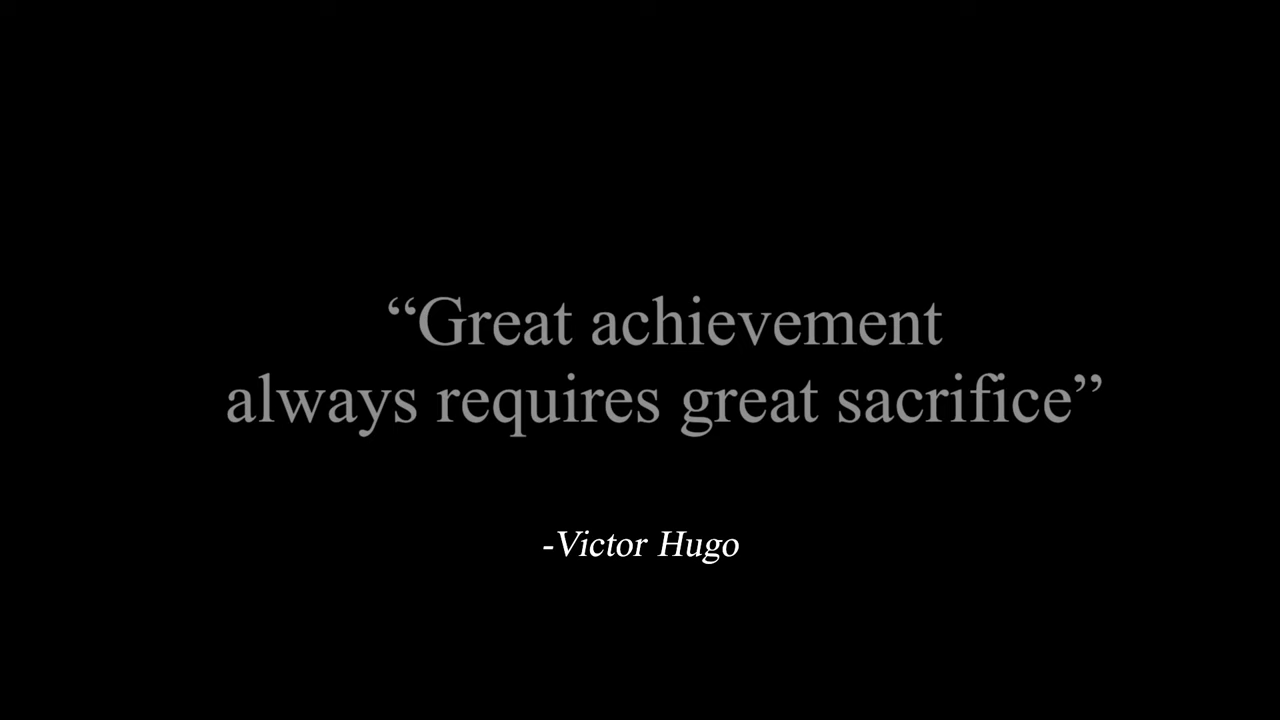 “Great achievement
always requires great sacrifice”
-Victor Hugo